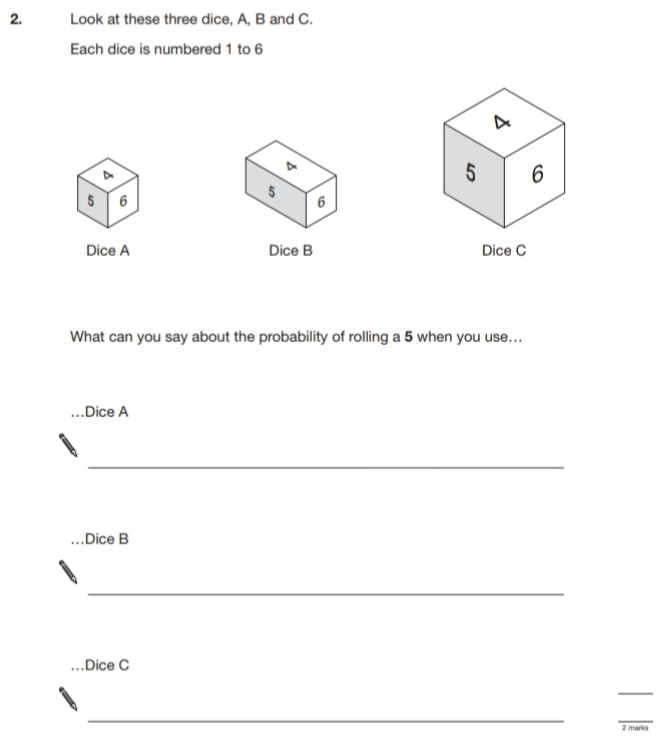 2. Look at these three dice, A, B and C.
Each dice is numbered 1 to 6
4
5 6
4
5
6
4
5 6
Dice A Dice B Dice C
What can you say about the probability of rolling a 5 when you use…
…Dice A
…Dice B
…Dice C
2 marks